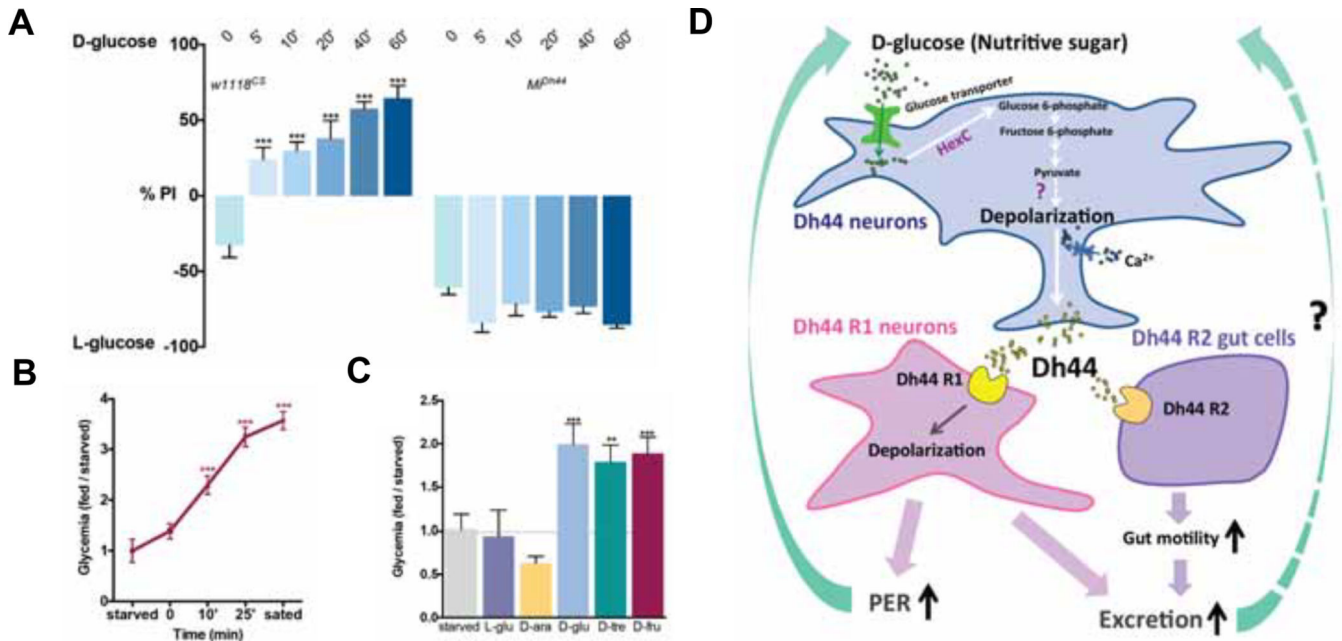 A
D-glucose
0 5' 10' 20' 40' 60' 0 5' 10' 20' 40' 60'
100
50
0
-50
-100
% PI
w1118CS
Mi Dh44
*** *** *** *** ***
L-glucose
B
Glycemia (fed / starved)
4
3
2
1
0
*** *** ***
starved 0 10' 25' sated
Time (min)
C
Glycemia (fed / starved)
2.5
2.0
1.5
1.0
0.5
0.0
*** ** ***
starved L-glu D-ara D-glu D-tre D-fru
D
D-glucose (Nutritive sugar)
Glucose transporter
HexC
Glucose 6-phosphate
Fructose 6-phosphate
Pyruvate
?
Depolarization
Dh44 neurons
Ca2+
?
Dh44 R1 neurons
Dh44 R2 gut cells
Dh44
Dh44 R1
Dh44 R2
Depolarization
Gut motility
PER
Excretion